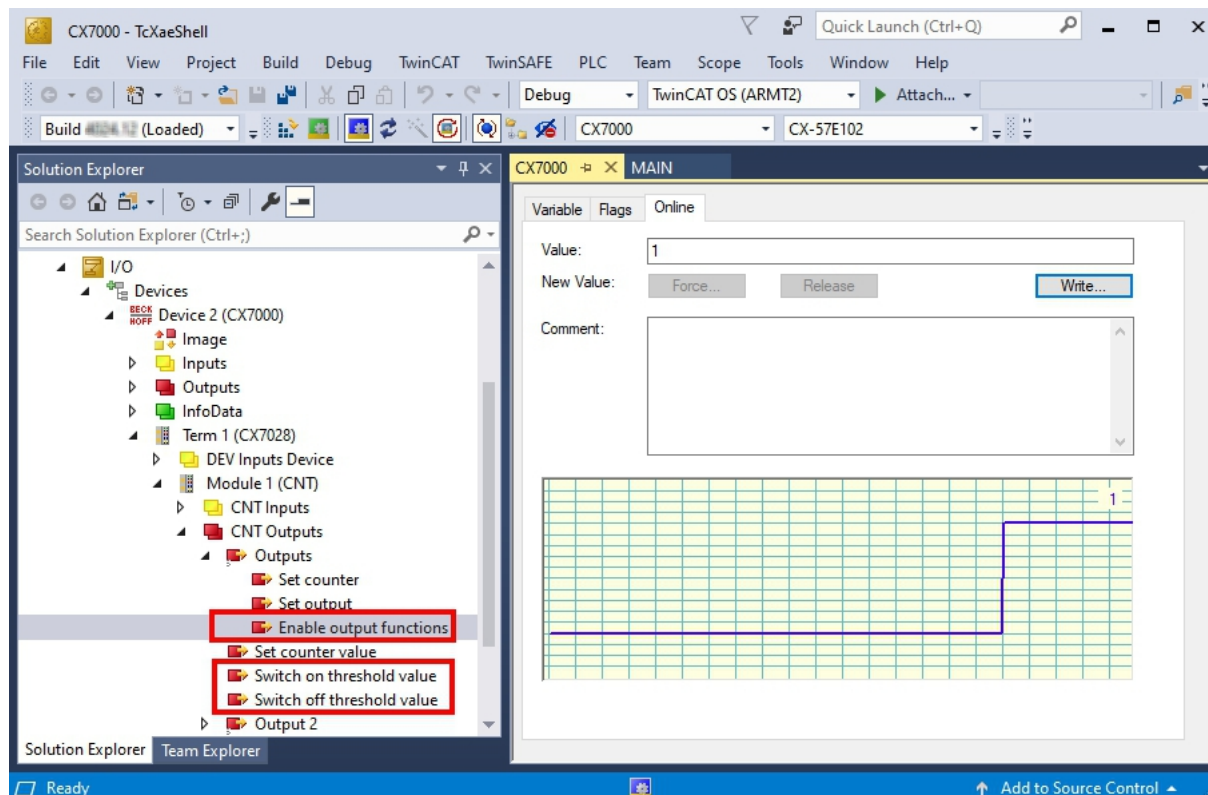 CX7000 - TcXaeShell
Quick Launch (Ctrl+Q)
File Edit View Project Build Debug TwinCAT TwinSAFE PLC Team Scope Tools Window Help
Debug TwinCAT OS (ARMT2) Attach...
Build (Loaded) CX7000 CX-57E102
Solution Explorer
Search Solution Explorer (Ctrl+;)
I/O
Devices
BECK
HOFF
Device 2 (CX7000)
Image
Inputs
Outputs
InfoData
Term 1 (CX7028)
DEV Inputs Device
Module 1 (CNT)
CNT Inputs
CNT Outputs
Outputs
Set counter
Set output
Enable output functions
Set counter value
Switch on threshold value
Switch off threshold value
Output 2
Solution Explorer Team Explorer
CX7000 MAIN
Variable Flags Online
Value: 1
New Value: Force... Release Write...
Comment:
1
Ready Add to Source Control